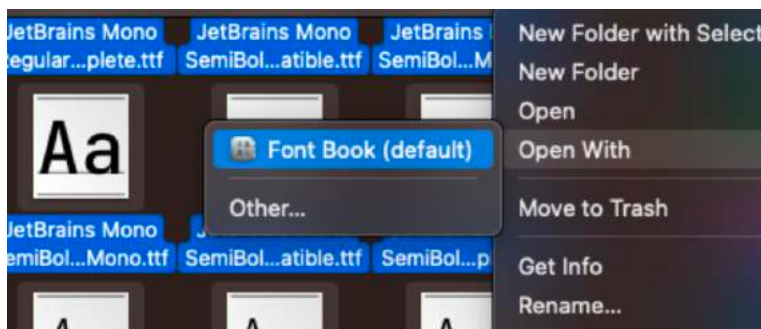 JetBrains Mono
egular...plete.ttf
JetBrains Mono
SemiBol...atible.ttf
JetBrains
SemiBol...M
New Folder with Select
New Folder
Open
Open With
Font Book (default)
Other...
Move to Trash
Get Info
Rename...
Aa
JetBrains Mono
emiBol...Mono.ttf
SemiBol...atible.ttf
SemiBol...p